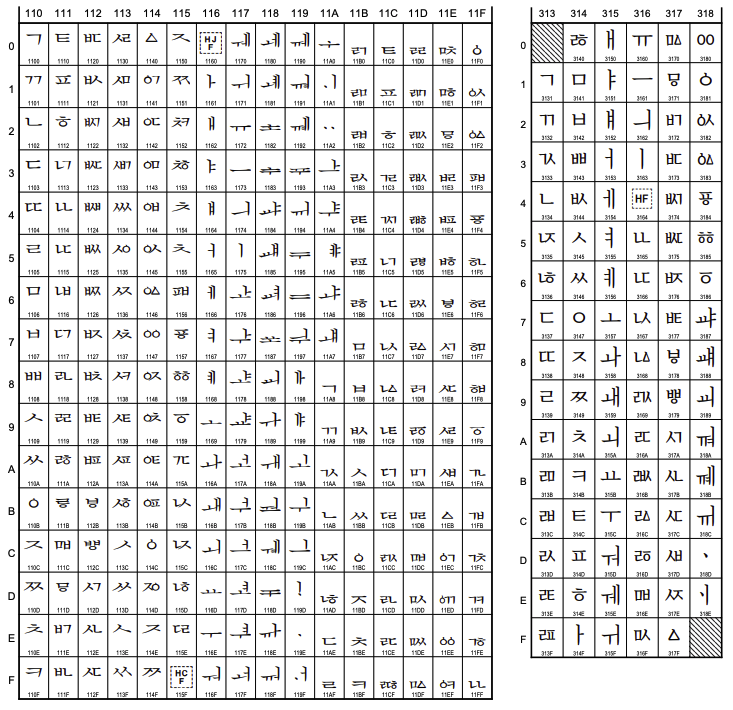 110 111 112 113 114 115 116 117 118 119 11A 11B 11C 11D 11E 11F
0 ᄀ ᄐ ᄠ ᄰ ᅀ ᅐ HJF ᅰ ᆀ ᆐ ᆠ ᆰ ᇀ ᇐ ᇠ ᇰ
1100 1110 1120 1130 1140 1150 1160 1170 1180 1190 11A0 11B0 11C0 11D0 11E0 11F0
1 ᄁ ᄑ ᄡ ᄱ ᅁ ᅑ ᅡ ᅱ ᆁ ᆑ ᆡ ᆱ ᇁ ᇑ ᇡ ᇱ
1101 1111 1121 1131 1141 1151 1161 1171 1181 1191 11A1 11B1 11C1 11D1 11E1 11F1
2 ᄂ ᄒ ᄢ ᄲ ᅂ ᅒ ᅢ ᅲ ᆂ ᆒ ᆢ ᆲ ᇂ ᇒ ᇢ ᇲ
1102 1112 1122 1132 1142 1152 1162 1172 1182 1192 11A2 11B2 11C2 11D2 11E2 11F2
3 ᄃ ᄓ ᄣ ᄳ ᅃ ᅓ ᅣ ᅳ ᆃ ᆓ ᆣ ᆳ ᇃ ᇓ ᇣ ᇳ
1103 1113 1123 1133 1143 1153 1163 1173 1183 1193 11A3 11B3 11C3 11D3 11E3 11F3
4 ᄄ ᄔ ᄤ ᄴ ᅄ ᅔ ᅤ ᅴ ᆄ ᆔ ᆤ ᆴ ᇄ ᇔ ᇤ ᇴ
1104 1114 1124 1134 1144 1154 1164 1174 1184 1194 11A4 11B4 11C4 11D4 11E4 11F4
5 ᄅ ᄕ ᄥ ᄵ ᅅ ᅕ ᅥ ᅵ ᆅ ᆕ ᆥ ᆵ ᇅ ᇕ ᇥ ᇵ
1105 1115 1125 1135 1145 1155 1165 1175 1185 1195 11A5 11B5 11C5 11D5 11E5 11F5
6 ᄆ ᄖ ᄦ ᄶ ᅆ ᅖ ᅦ ᅶ ᆆ ᆖ ᆦ ᆶ ᇆ ᇖ ᇦ ᇶ
1106 1116 1126 1136 1146 1156 1166 1176 1186 1196 11A6 11B6 11C6 11D6 11E6 11F6
7 ᄇ ᄗ ᄧ ᄷ ᅇ ᅗ ᅧ ᅷ ᆇ ᆗ ᆧ ᆷ ᇇ ᇗ ᇧ ᇷ
1107 1117 1127 1137 1147 1157 1167 1177 1187 1197 11A7 11B7 11C7 11D7 11E7 11F7
8 ᄈ ᄘ ᄨ ᄸ ᅈ ᅘ ᅨ ᅸ ᆈ ᆘ ᆨ ᆸ ᇈ ᇘ ᇨ ᇸ
1108 1118 1128 1138 1148 1158 1168 1178 1188 1198 11A8 11B8 11C8 11D8 11E8 11F8
9 ᄉ ᄙ ᄩ ᄹ ᅉ ᅙ ᅩ ᅹ ᆉ ᆙ ᆩ ᆹ ᇉ ᇙ ᇩ ᇹ
1109 1119 1129 1139 1149 1159 1169 1179 1189 1199 11A9 11B9 11C9 11D9 11E9 11F9
A ᄊ ᄚ ᄪ ᄺ ᅊ ᅚ ᅪ ᅺ ᆊ ᆚ ᆪ ᆺ ᇊ ᇚ ᇪ ᇺ
110A 111A 112A 113A 114A 115A 116A 117A 118A 119A 11AA 11BA 11CA 11DA 11EA 11FA
B ᄋ ᄛ ᄫ ᄻ ᅋ ᅛ ᅫ ᅻ ᆋ ᆛ ᆫ ᆻ ᇋ ᇛ ᇫ ᇻ
110B 111B 112B 113B 114B 115B 116B 117B 118B 119B 11AB 11BB 11CB 11DB 11EB 11FB
C ᄌ ᄜ ᄬ ᄼ ᅌ ᅜ ᅬ ᅼ ᆌ ᆜ ᆬ ᆼ ᇌ ᇜ ᇬ ᇼ
110C 111C 112C 113C 114C 115C 116C 117C 118C 119C 11AC 11BC 11CC 11DC 11EC 11FC
D ᄍ ᄝ ᄭ ᄽ ᅍ ᅝ ᅭ ᅽ ᆍ ᆝ ᆭ ᆽ ᇍ ᇝ ᇭ ᇽ
110D 111D 112D 113D 114D 115D 116D 117D 118D 119D 11AD 11BD 11CD 11DD 11ED 11FD
E ᄎ ᄞ ᄮ ᄾ ᅎ ᅞ ᅮ ᅾ ᆎ ᆞ ᆮ ᆾ ᇎ ᇞ ᇮ ᇾ
110E 111E 112E 113E 114E 115E 116E 117E 118E 119E 11AE 11BE 11CE 11DE 11EE 11FE
F ᄏ ᄟ ᄯ ᄿ ᅏ HCF ᅯ ᅿ ᆏ ᆟ ᆯ ᆿ ᇏ ᇟ ᇯ ᇿ
110F 111F 112F 113F 114F 115F 116F 117F 118F 119F 11AF 11BF 11CF 11DF 11EF 11FF
313 314 315 316 317 318
0 ㅀ ㅐ ㅠ ㅰ ㆀ
3140 3150 3160 3170 3180
1 ㄱ ㅁ ㅑ ㅡ ㅱ ㆁ
3131 3141 3151 3161 3171 3181
2 ㄲ ㅂ ㅒ ㅢ ㅲ ㆂ
3132 3142 3152 3162 3172 3182
3 ㄳ ㅃ ㅓ ㅣ ㅳ ㆃ
3133 3143 3153 3163 3173 3183
4 ㄴ ㅄ ㅔ HF ㅴ ㆄ
3134 3144 3154 3164 3174 3184
5 ㄵ ㅅ ㅕ ㅥ ㅵ ㆅ
3135 3145 3155 3165 3175 3185
6 ㄶ ㅆ ㅖ ㅦ ㅶ ㆆ
3136 3146 3156 3166 3176 3186
7 ㄷ ㅇ ㅗ ㅧ ㅷ ㆇ
3137 3147 3157 3167 3177 3187
8 ㄸ ㅈ ㅘ ㅨ ㅸ ㆈ
3138 3148 3158 3168 3178 3188
9 ㄹ ㅉ ㅙ ㅩ ㅹ ㆉ
3139 3149 3159 3169 3179 3189
A ㄺ ㅊ ㅚ ㅪ ㅺ ㆊ
313A 314A 315A 316A 317A 318A
B ㄻ ㅋ ㅛ ㅫ ㅻ ㆋ
313B 314B 315B 316B 317B 318B
C ㄼ ㅌ ㅜ ㅬ ㅼ ㆌ
313C 314C 315C 316C 317C 318C
D ㄽ ㅍ ㅝ ㅭ ㅽ ㆍ
313D 314D 315D 316D 317D 318D
E ㄾ ㅎ ㅞ ㅮ ㅾ ㆎ
313E 314E 315E 316E 317E 318E
F ㄿ ㅏ ㅟ ㅯ ㅿ
313F 314F 315F 316F 317F